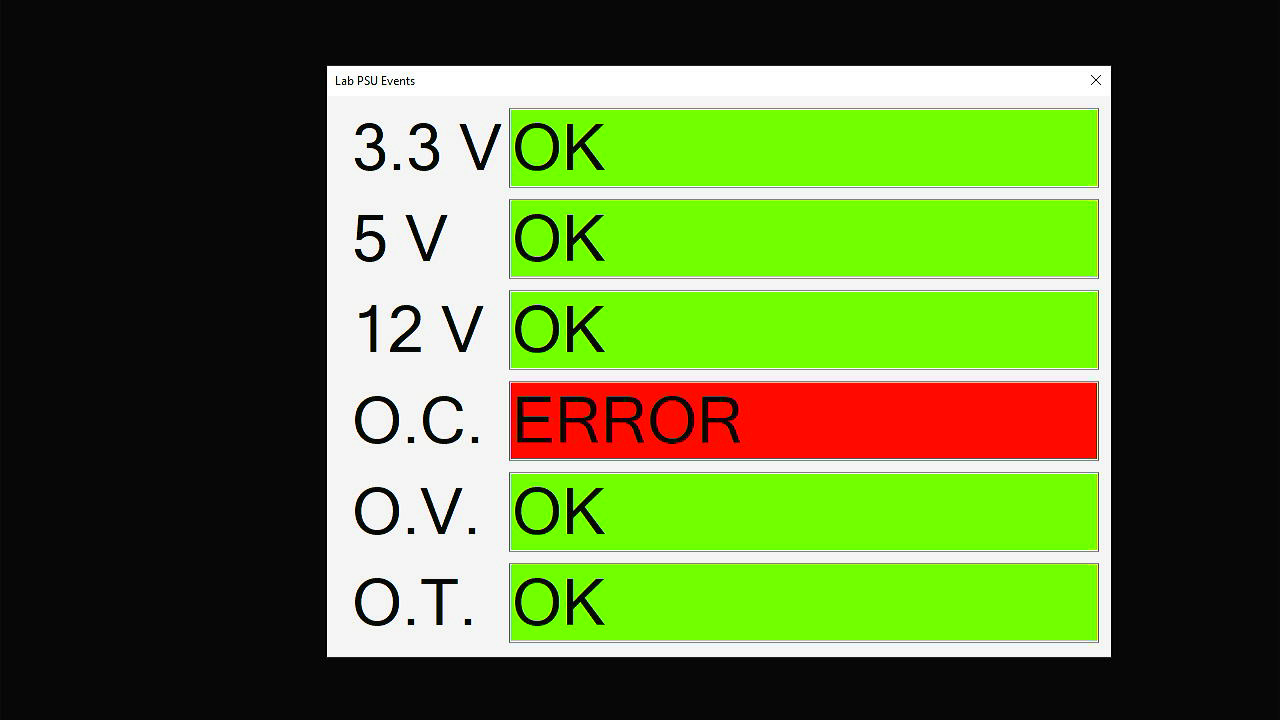 Lab PSU Events
3.3 V OK
5 V OK
12 V OK
O.C. ERROR
O.V. OK
O.T. OK